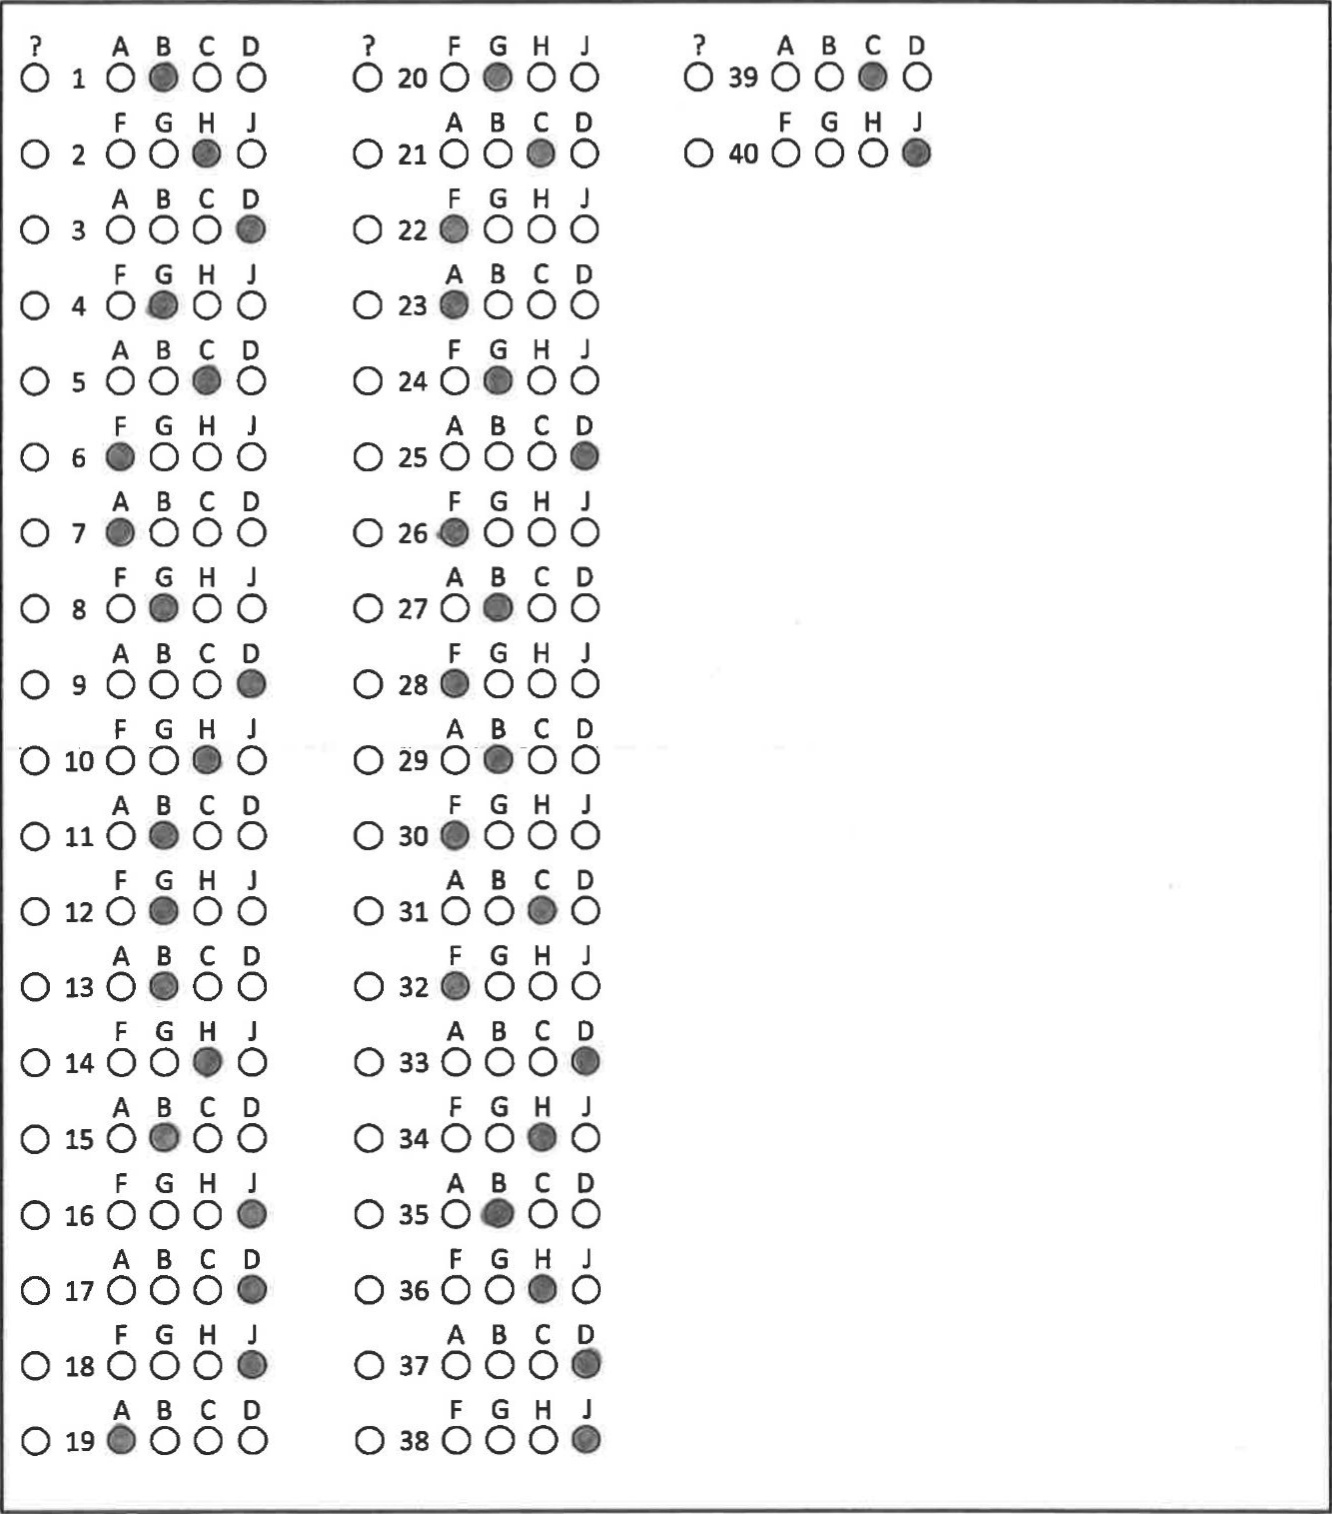 ? A B C D
1
F G H J
2
A B C D
3
F G H J
4
A B C D
5
F G H J
6
A B C D
7
F G H J
8
A B C D
9
F G H J
10
A B C D
11
F G H J
12
A B C D
13
F G H J
14
A B C D
15
F G H J
16
A B C D
17
F G H J
18
A B C D
19
? F G H J
20
A B C D
21
F G H J
22
A B C D
23
F G H J
24
A B C D
25
F G H J
26
A B C D
27
F G H J
28
A B C D
29
F G H J
30
A B C D
31
F G H J
32
A B C D
33
F G H J
34
A B C D
35
F G H J
36
A B C D
37
F G H J
38
? A B C D
39
F G H J
40